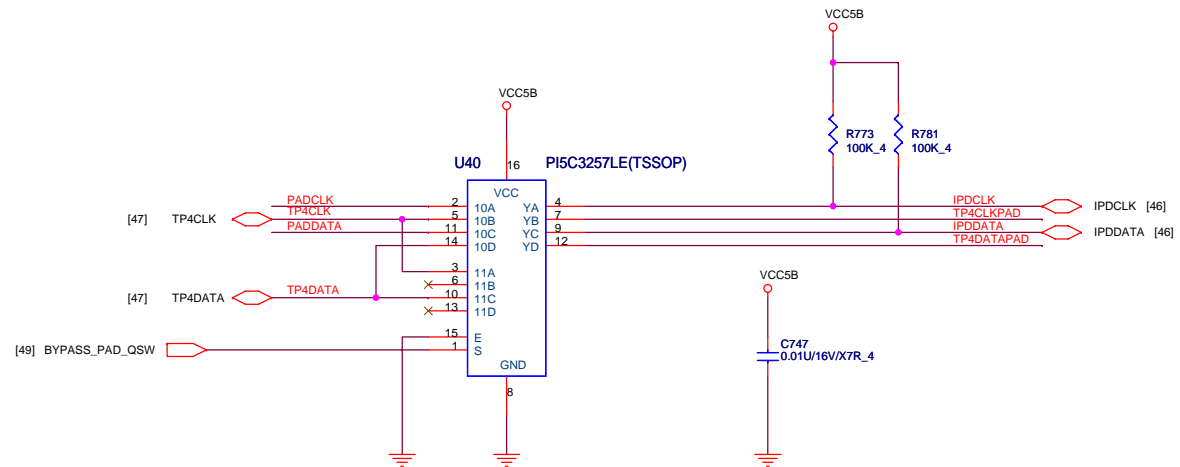 VCC5B
VCC5B
R773
100K_4
R781
100K_4
U40
PI5C3257LE(TSSOP)
16
VCC
PADCLK
2
10A
YA
4
IPDCLK
IPDCLK [46]
[47] TP4CLK
TP4CLK
5
10B
YB
7
TP4CLKPAD
PADDATA
11
10C
YC
9
IPDDATA
IPDDATA [46]
14
10D
YD
12
TP4DATAPAD
3
11A
6
11B
[47] TP4DATA
TP4DATA
10
11C
13
11D
15
E
[49] BYPASS_PAD_QSW
1
S
GND
8
VCC5B
C747
0.01U/16V/X7R_4